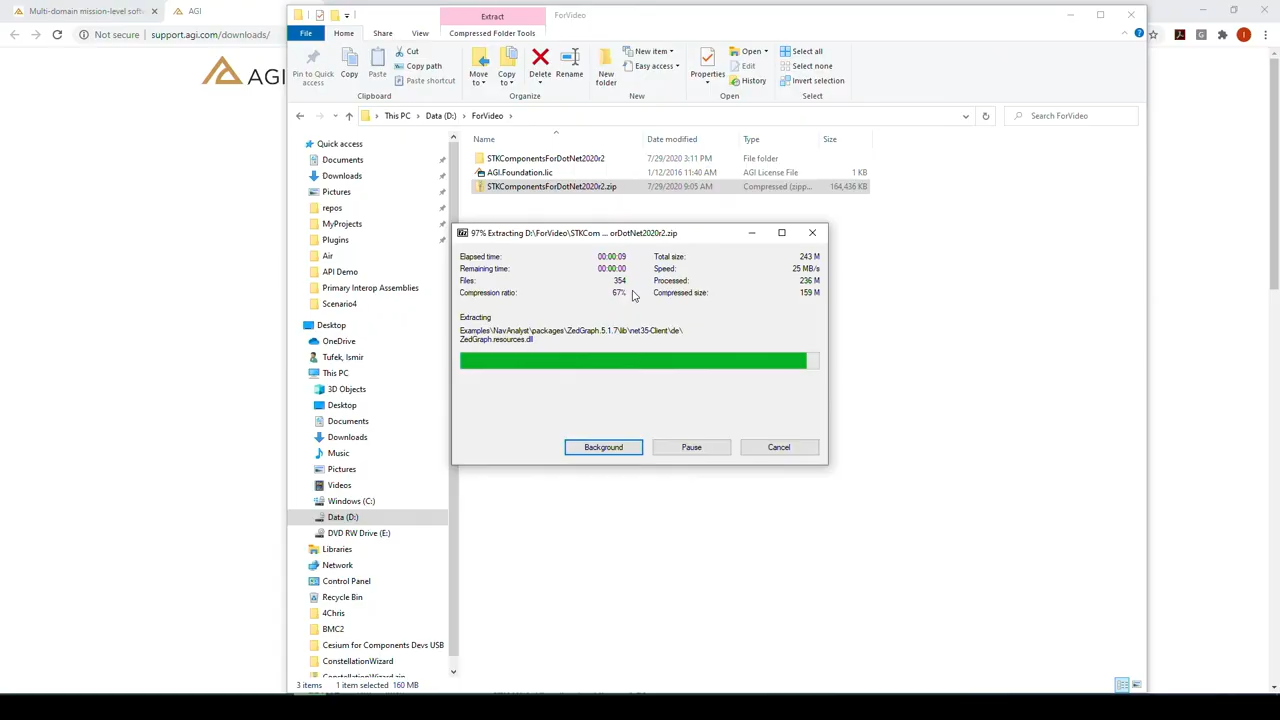 Multi-domain mission-level soft
AGI
Not secure
support.agi.com/downloads/
AGI
Extract
ForVideo
File
Home
Share
View
Compressed Folder Tools
Pin to Quick access
Copy
Paste
Cut
Copy path
Paste shortcut
Clipboard
Move to
Copy to
Delete
Rename
Organize
New folder
New item
Easy access
New
Properties
Open
Edit
History
Open
Select all
Select none
Invert selection
Select
This PC
Data (D:)
ForVideo
Search ForVideo
Quick access
Documents
Downloads
Pictures
repos
MyProjects
Plugins
Air
API Demo
Primary Interop Assemblies
Scenario4
Desktop
OneDrive
Tufek, Ismir
This PC
3D Objects
Desktop
Documents
Downloads
Music
Pictures
Videos
Windows (C:)
Data (D:)
DVD RW Drive (E:)
Libraries
Network
Control Panel
Recycle Bin
4Chris
BMC2
Cesium for Components Devs USB
ConstellationWizard
ConstellationWizard.zip
Name Date modified Type Size
STKComponentsForDotNet2020r2 7/29/2020 3:11 PM File folder
AGI.Foundation.lic 1/12/2016 11:40 AM AGI License File 1 KB
STKComponentsForDotNet2020r2.zip 7/29/2020 9:05 AM Compressed (zipp... 164,436 KB
97% Extracting D:\ForVideo\STKCom ... orDotNet2020r2.zip
Elapsed time: 00:00:09 Total size: 243 M
Remaining time: 00:00:00 Speed: 25 MB/s
Files: 354 Processed: 236 M
Compression ratio: 67% Compressed size: 159 M
Extracting
Examples\NavAnalyst\packages\ZedGraph.5.1.7\lib\net35-Client\de\
ZedGraph.resources.dll
Background
Pause
Cancel
3 items 1 item selected 160 MB